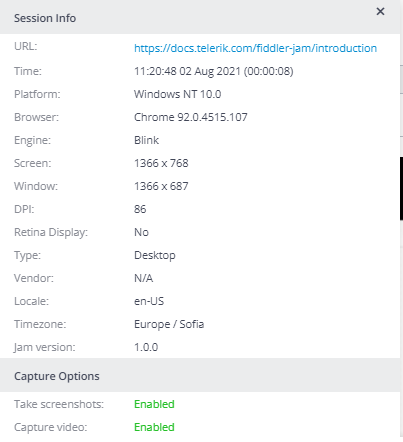 Session Info
URL: https://docs.telerik.com/fiddler-jam/introduction
Time: 11:20:48 02 Aug 2021 (00:00:08)
Platform: Windows NT 10.0
Browser: Chrome 92.0.4515.107
Engine: Blink
Screen: 1366 x 768
Window: 1366 x 687
DPI: 86
Retina Display: No
Type: Desktop
Vendor: N/A
Locale: en-US
Timezone: Europe / Sofia
Jam version: 1.0.0
Capture Options
Take screenshots: Enabled
Capture video: Enabled